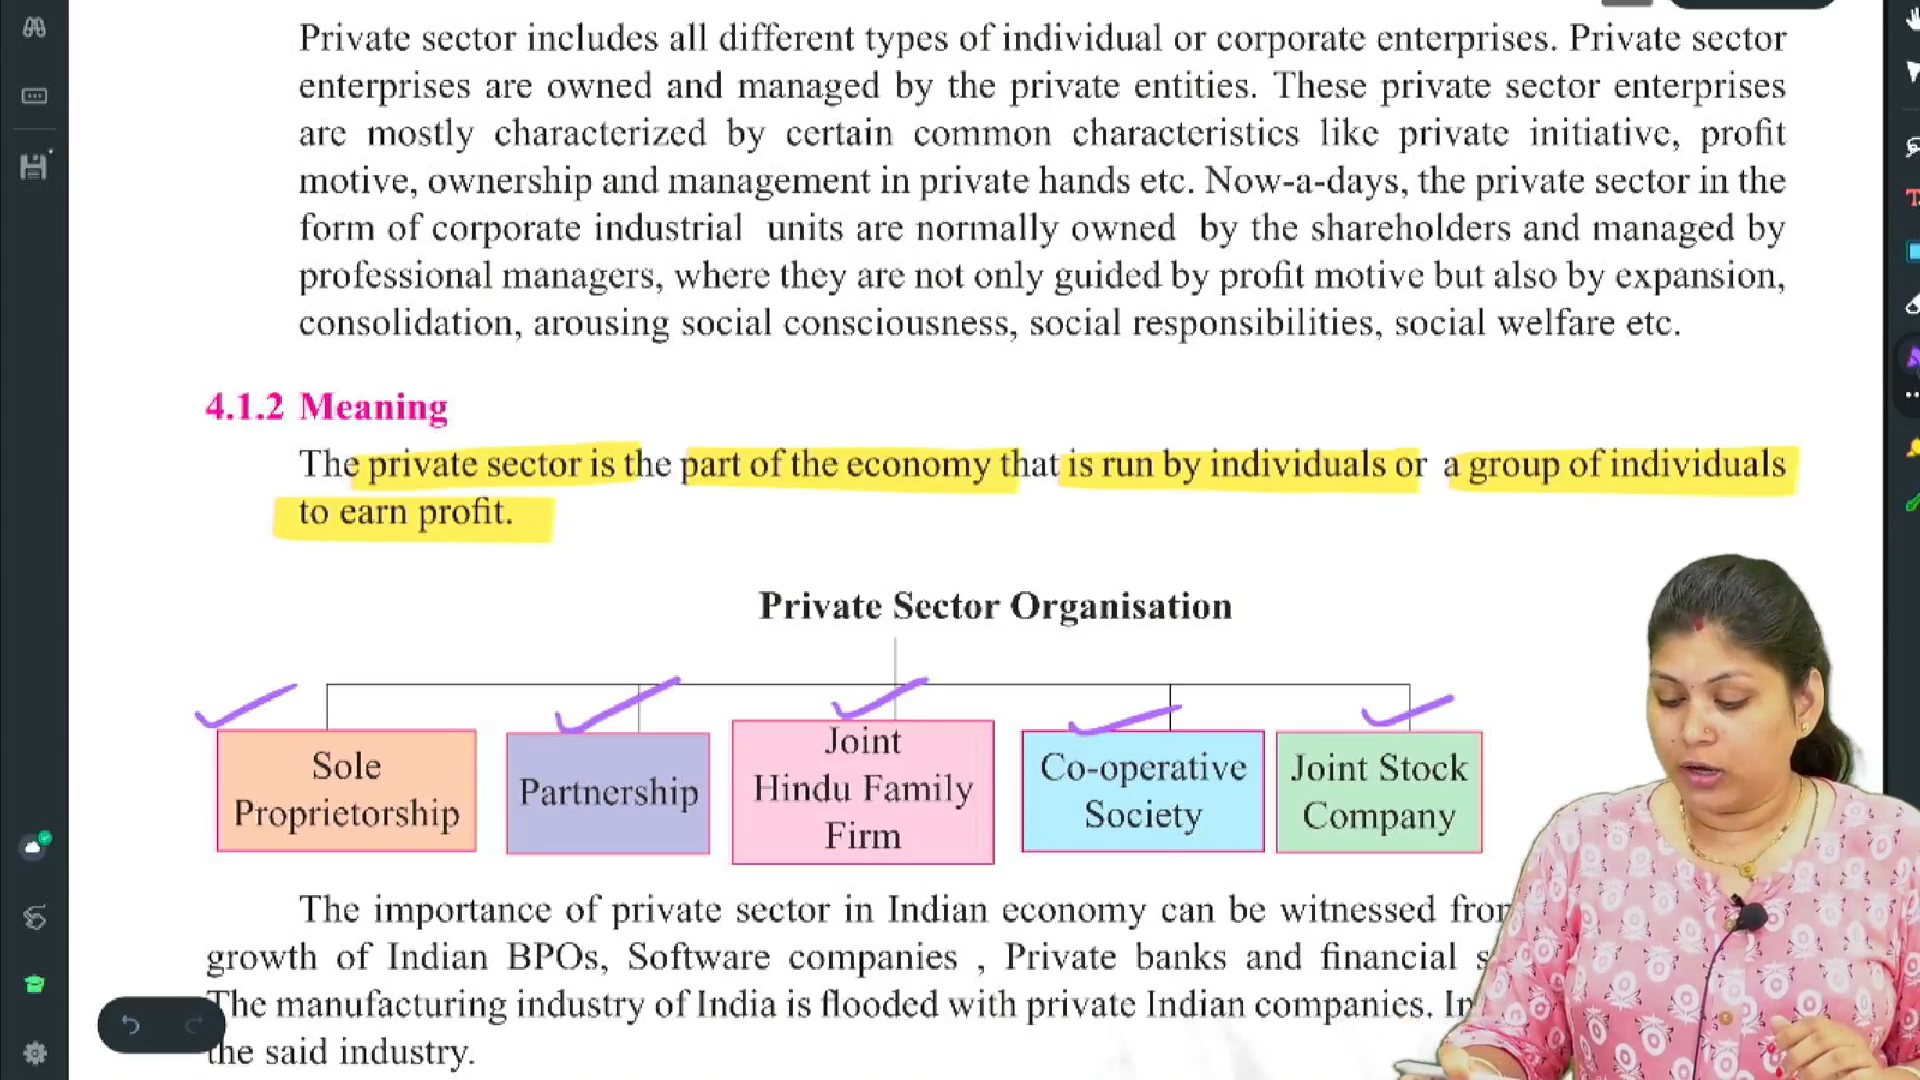 Private sector includes all different types of individual or corporate enterprises. Private sector
enterprises are owned and managed by the private entities. These private sector enterprises
are mostly characterized by certain common characteristics like private initiative, profit
motive, ownership and management in private hands etc. Now-a-days, the private sector in the
form of corporate industrial units are normally owned by the shareholders and managed by
professional managers, where they are not only guided by profit motive but also by expansion,
consolidation, arousing social consciousness, social responsibilities, social welfare etc.
4.1.2 Meaning
The private sector is the part of the economy that is run by individuals or a group of individuals
to earn profit.
Private Sector Organisation
Sole
Proprietorship
Partnership
Joint
Hindu Family
Firm
Co-operative
Society
Joint Stock
Company
The importance of private sector in Indian economy can be witnessed
growth of Indian BPOs, Software companies , Private banks and financial
The manufacturing industry of India is flooded with private Indian companies.
the said industry.